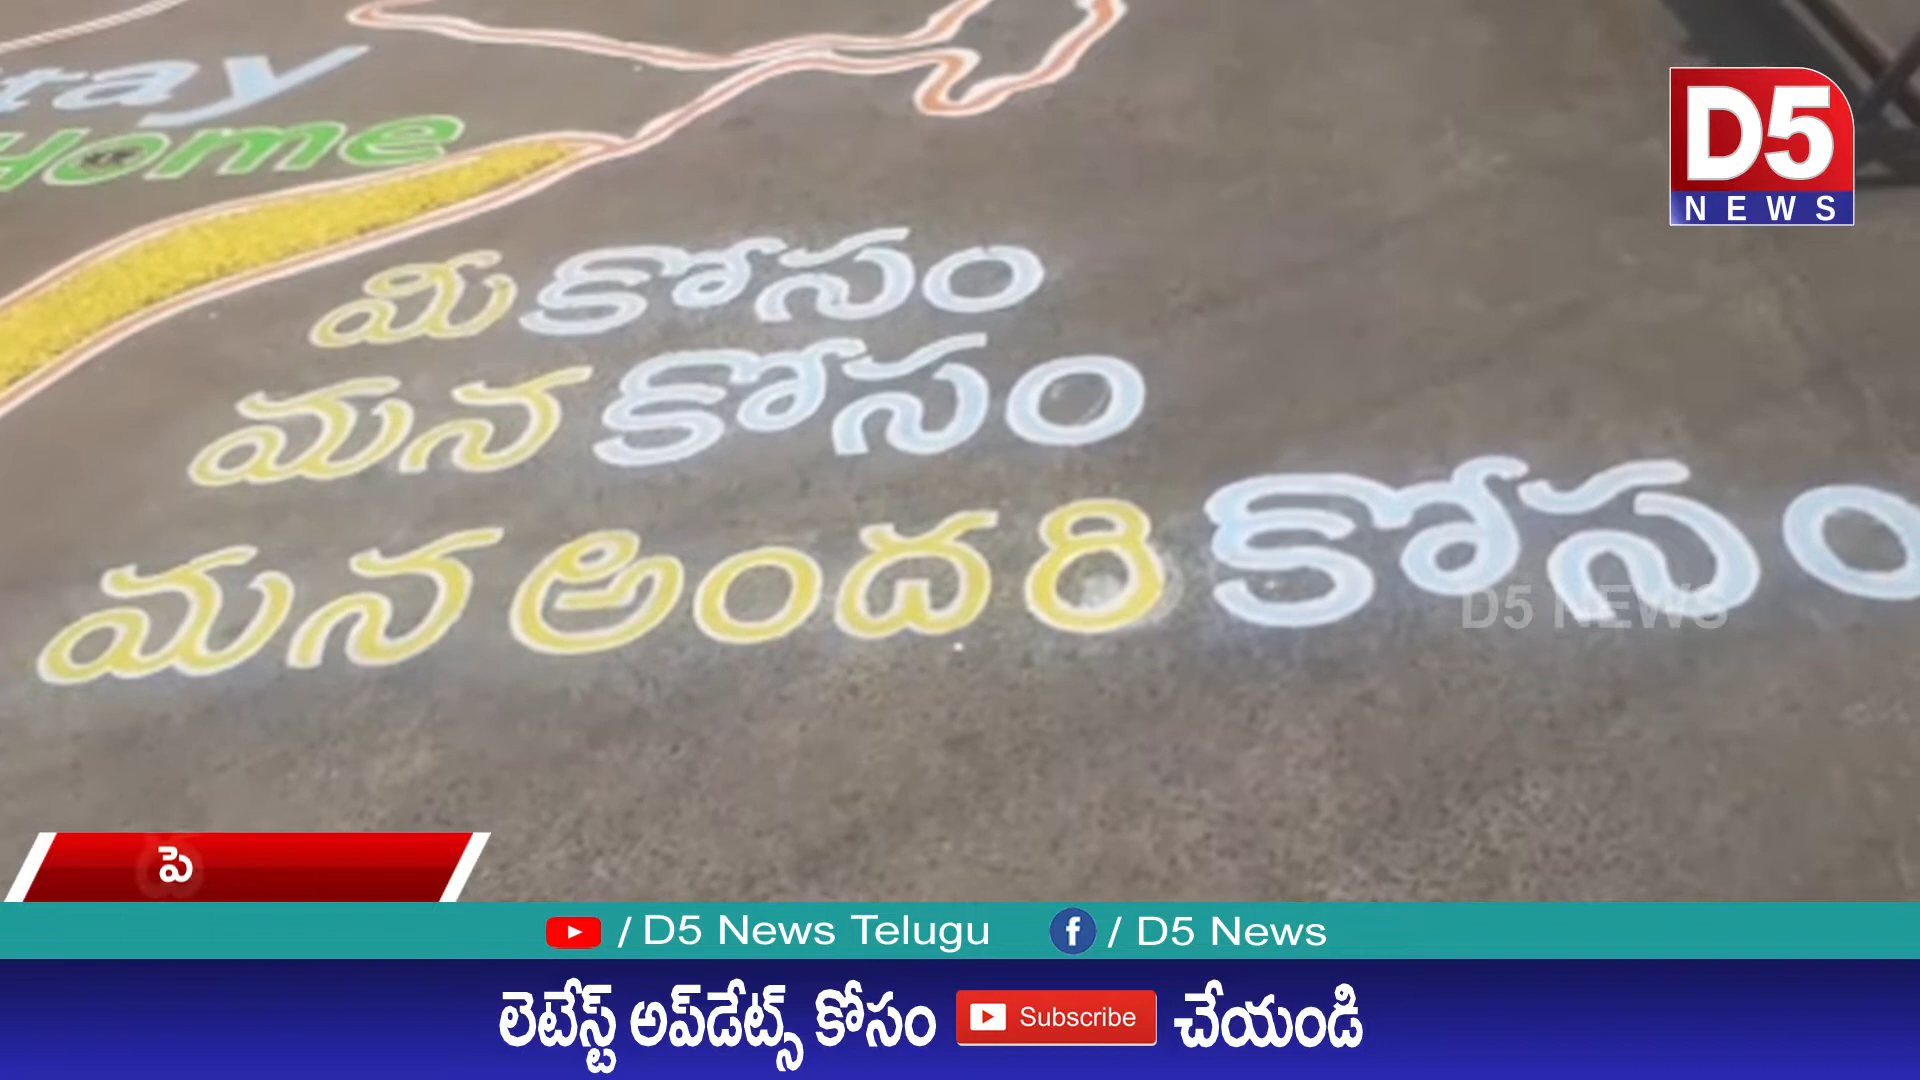 D5
NEWS
Stay
Home
మీ కోసం
మన కోసం
మన అందరి కోసం
D5 NEWS
పె
/ D5 News Telugu
/ D5 News
లెటేస్ట్ అప్‌డేట్స్ కోసం Subscribe చేయండి